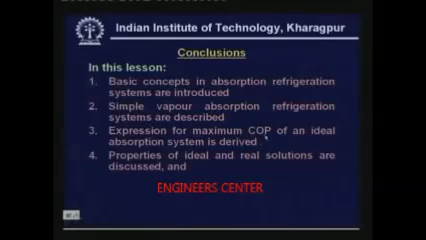 Indian Institute of Technology, Kharagpur
Conclusions
In this lesson:
1. Basic concepts in absorption refrigeration
systems are introduced
2. Simple vapour absorption refrigeration
systems are described
3. Expression for maximum COP of an ideal
absorption system is derived
4. Properties of ideal and real solutions are
discussed, and
ENGINEERS CENTER